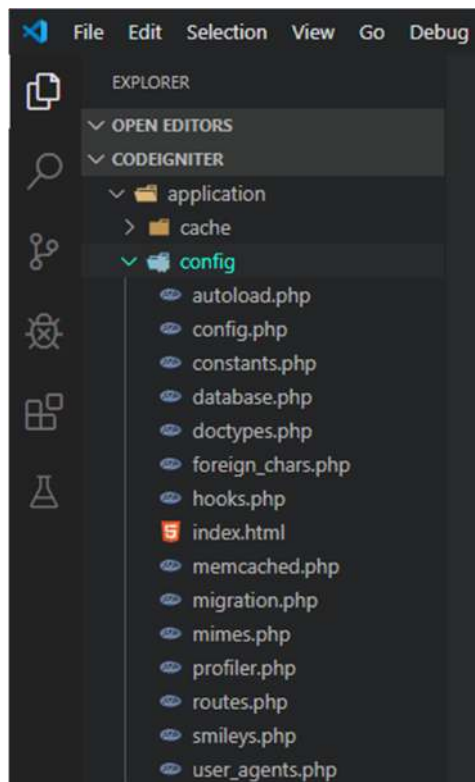 File Edit Selection View Go Debug
EXPLORER
OPEN EDITORS
CODEIGNITER
application
cache
config
autoload.php
config.php
constants.php
database.php
doctypes.php
foreign_chars.php
hooks.php
index.html
memcached.php
migration.php
mimes.php
profiler.php
routes.php
smileys.php
user_agents.php